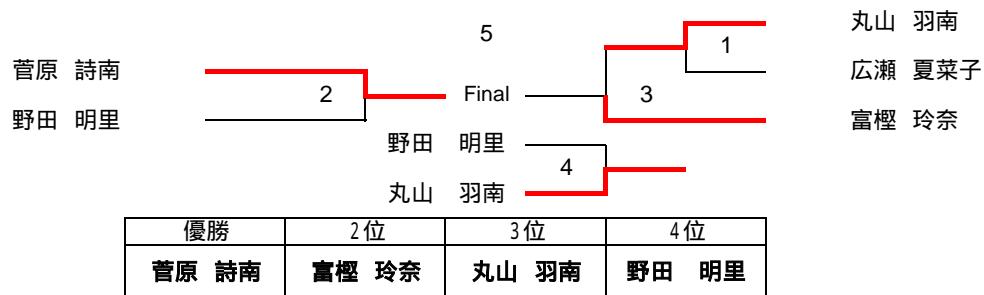 丸山 羽南
5
1
菅原 詩南
広瀬 夏菜子
2
Final
3
野田 明里
富樫 玲奈
野田 明里
4
丸山 羽南
優勝 2位 3位 4位
菅原 詩南 富樫 玲奈 丸山 羽南 野田 明里